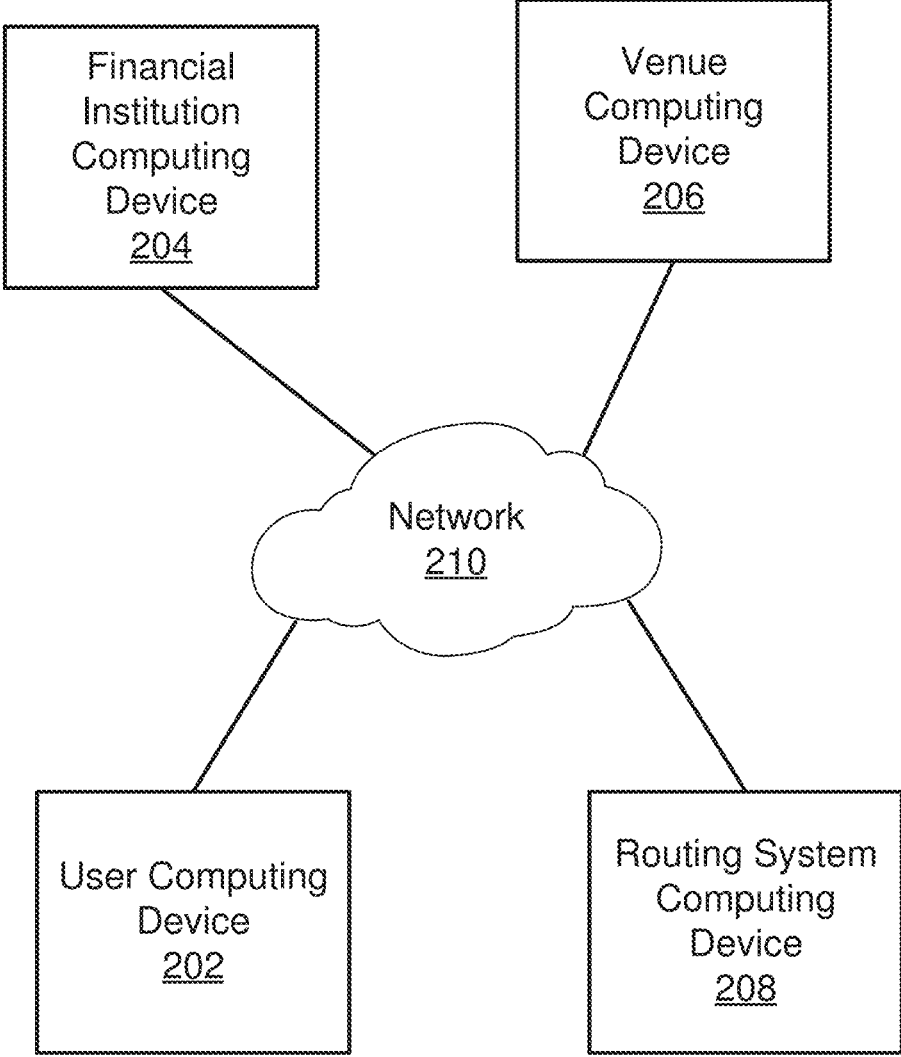 Financial
Institution
Computing
Device
204
Venue
Computing
Device
206
Network
210
User Computing
Device
202
Routing System
Computing
Device
208